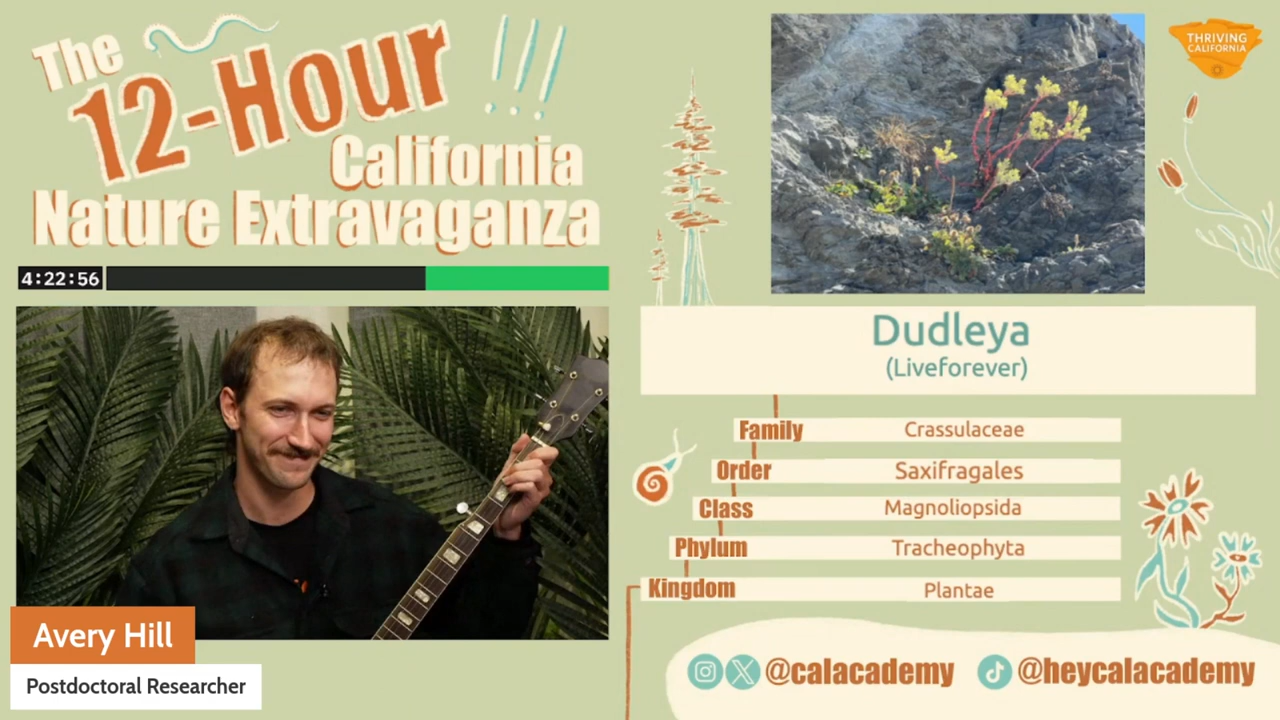 The
12-Hour
!!!
California
Nature Extravaganza
4:22:56
THRIVING
CALIFORNIA
Dudleya
(Liveforever)
Family Crassulaceae
Order Saxifragales
Class Magnoliopsida
Phylum Tracheophyta
Kingdom Plantae
Avery Hill
Postdoctoral Researcher
@calacademy @heycalacademy